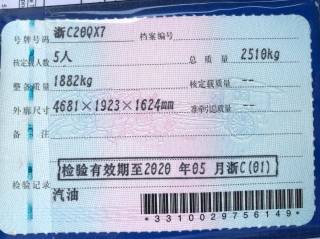 号牌号码 浙C20QX7 档案编号
核定载人数 5人 总质量 2510kg
整备质量 1882kg 核定载质量 --
外廓尺寸 4681×1923×1624mm 准牵引总质量 --
备注
检验有效期至2020年05月浙C(01)
检验记录
汽油
*3310029756149*